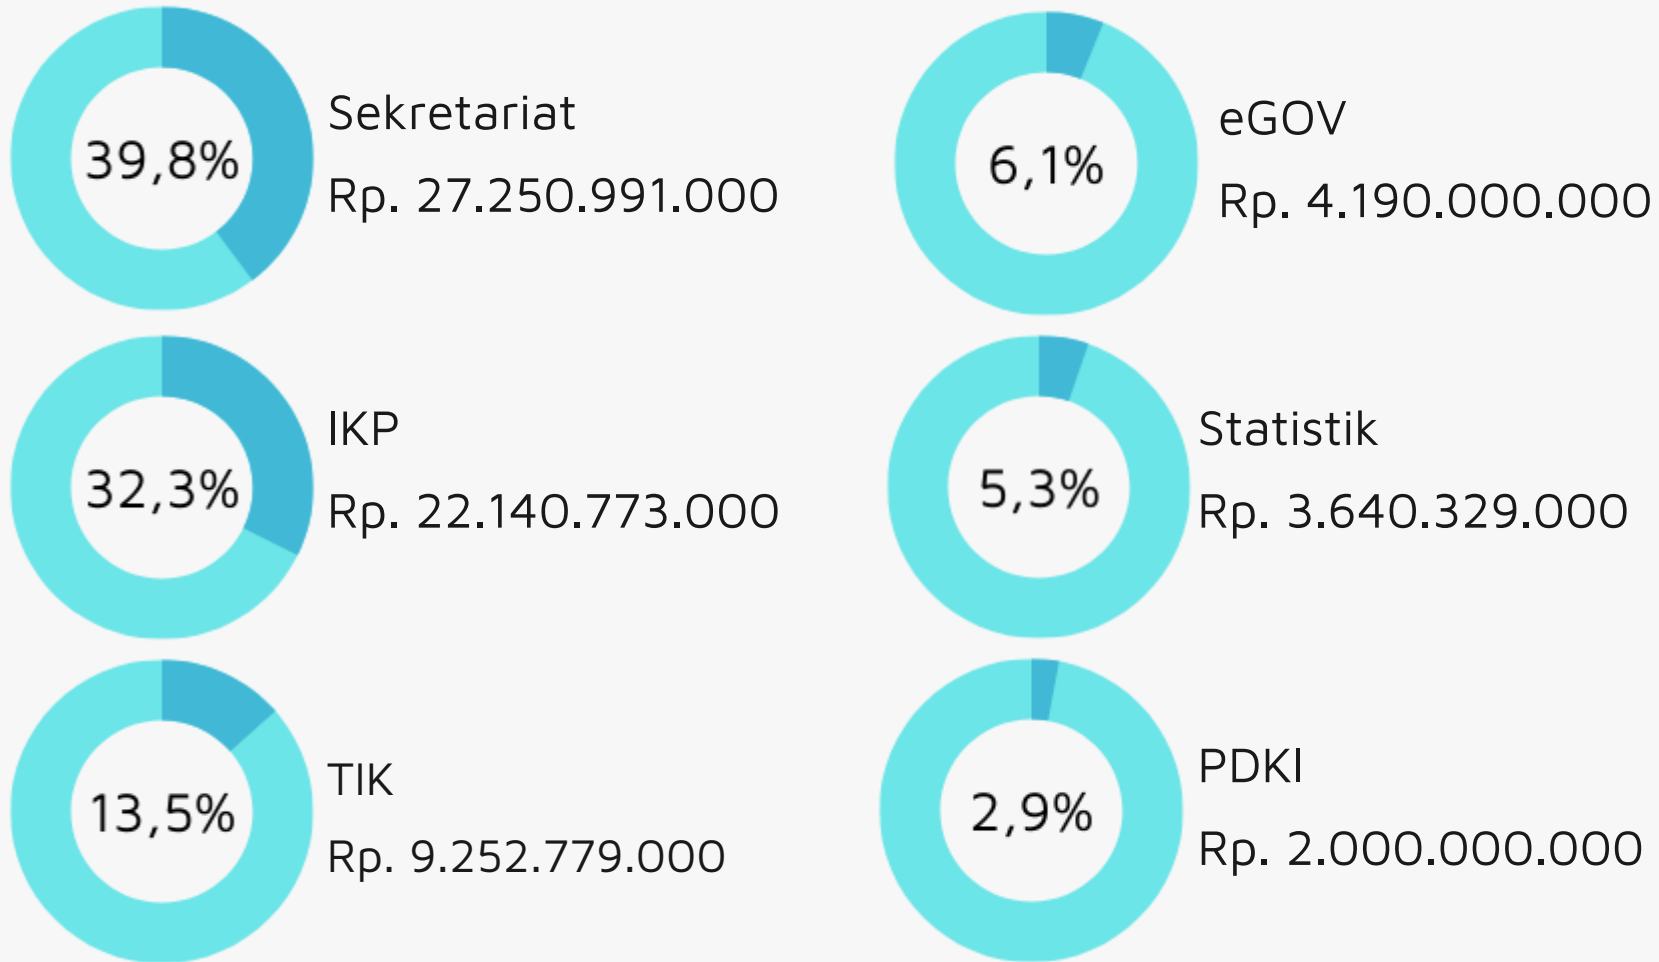 39,8%
Sekretariat
Rp. 27.250.991.000
32,3%
IKP
Rp. 22.140.773.000
13,5%
TIK
Rp. 9.252.779.000
6,1%
eGOV
Rp. 4.190.000.000
5,3%
Statistik
Rp. 3.640.329.000
2,9%
PDKI
Rp. 2.000.000.000